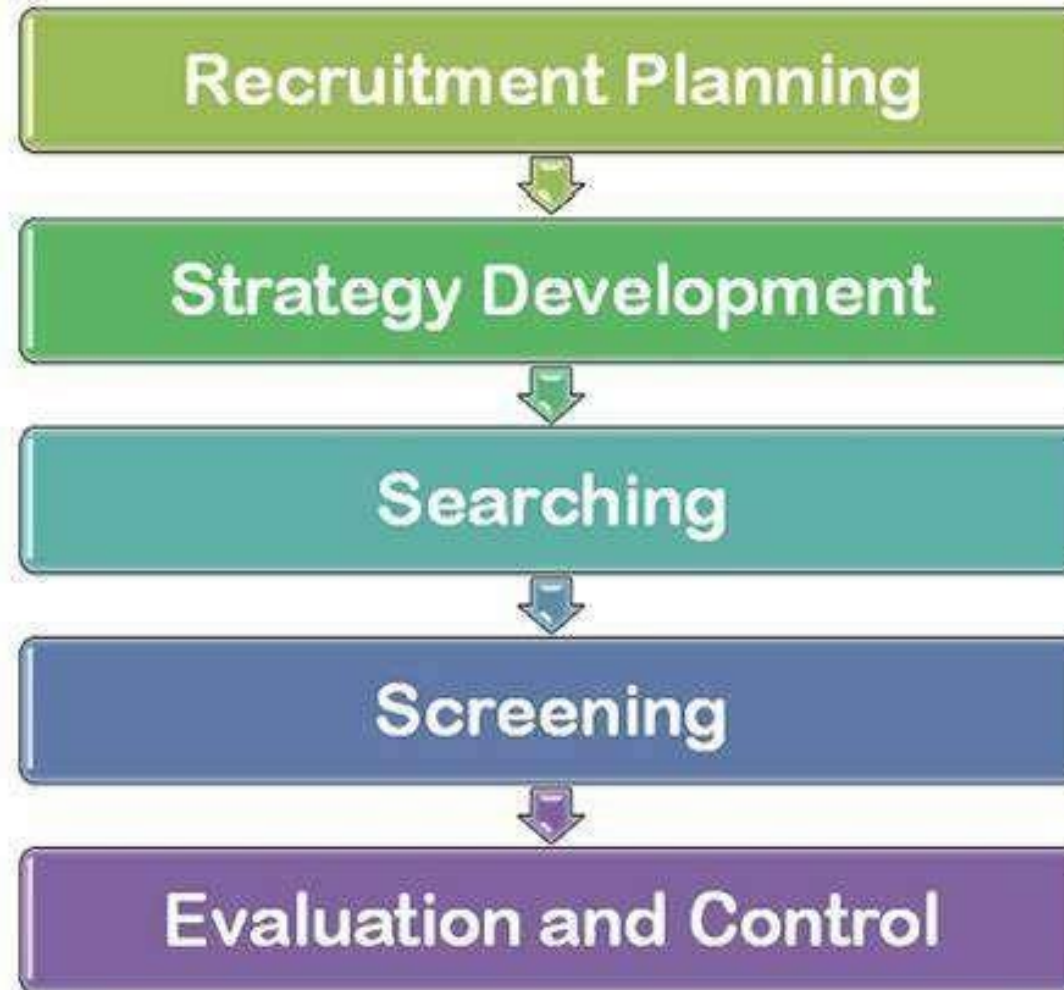 Recruitment Planning
Strategy Development
Searching
Screening
Evaluation and Control